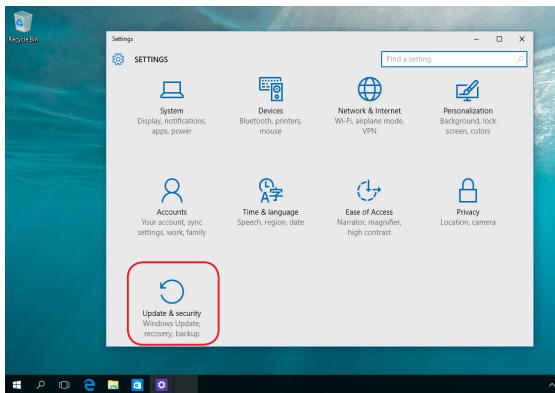 Recycle Bin
Settings
SETTINGS
Find a setting
System
Display, notifications,
apps, power
Devices
Bluetooth, printers,
mouse
Network & Internet
Wi-Fi, airplane mode,
VPN
Personalization
Background, lock
screen, colors
Accounts
Your account, sync
settings, work, family
Time & language
Speech, region, date
Ease of Access
Narrator, magnifier,
high contrast
Privacy
Location, camera
Update & security
Windows Update,
recovery, backup